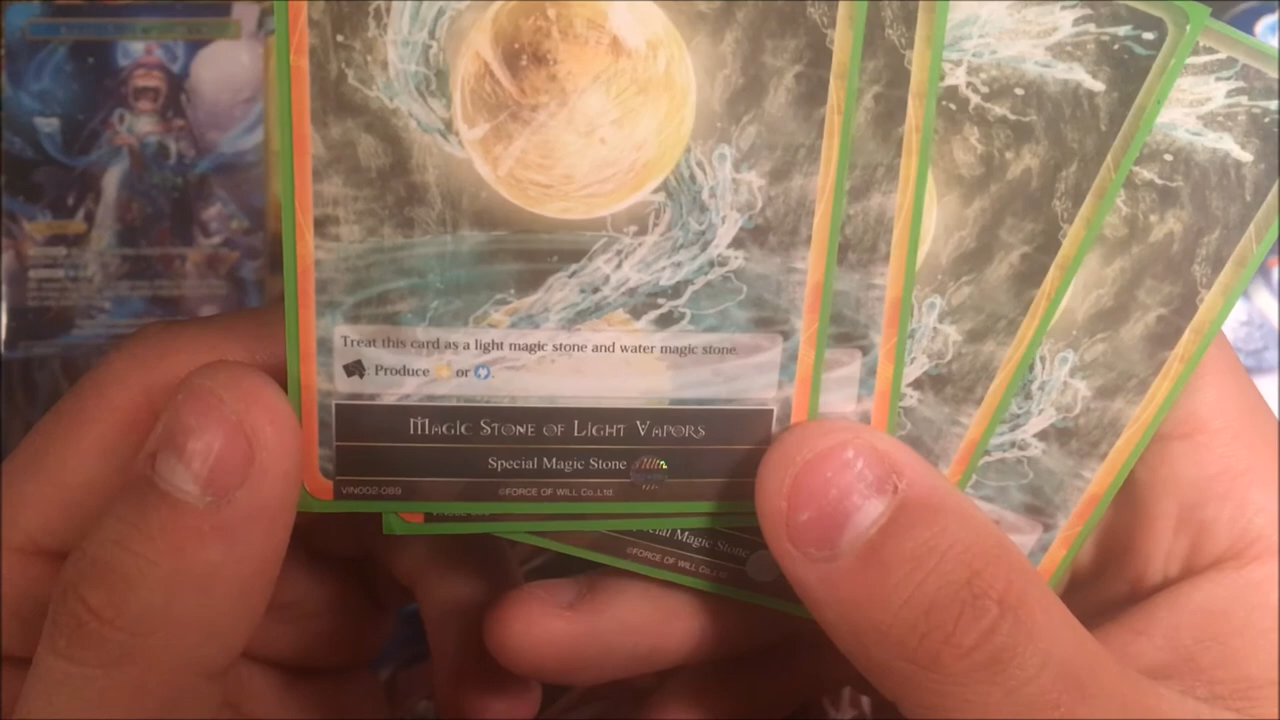 Treat this card as a light magic stone and water magic stone.
: Produce or .
MAGIC STONE OF LIGHT VAPORS
Special Magic Stone
VIN002-089 ©FORCE OF WILL Co.,Ltd.
Special Magic Stone
©FORCE OF WILL Co.,Ltd.